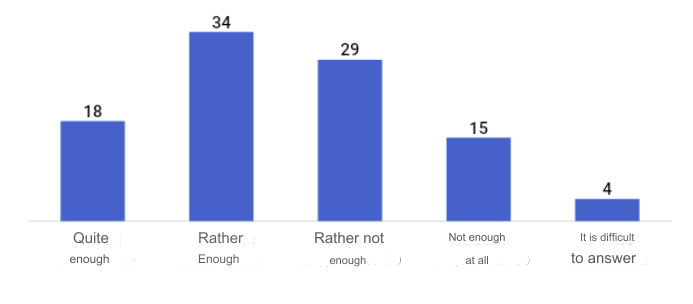 34
29
18
15
4
Quite
enough
Rather
Enough
Rather not
enough
Not enough
at all
It is difficult
to answer